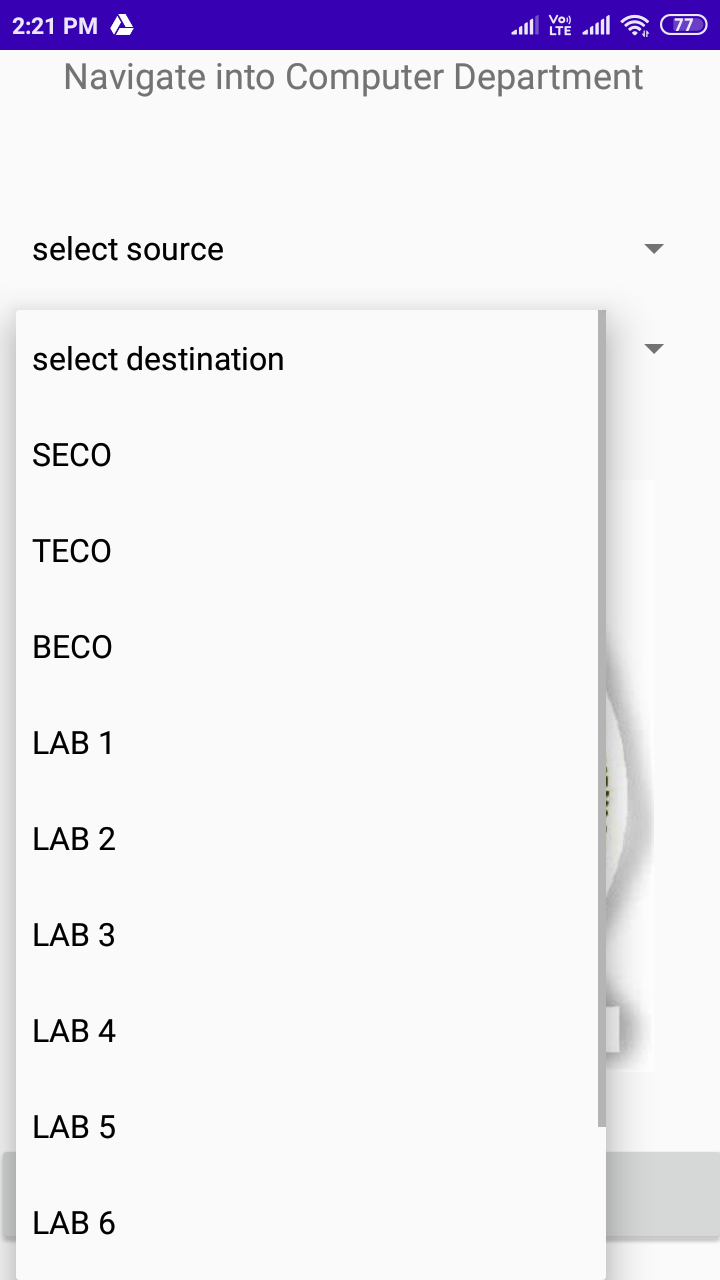 2:21 PM
Vo)) LTE
77
Navigate into Computer Department
select source
select destination
SECO
TECO
BECO
LAB 1
LAB 2
LAB 3
LAB 4
LAB 5
LAB 6